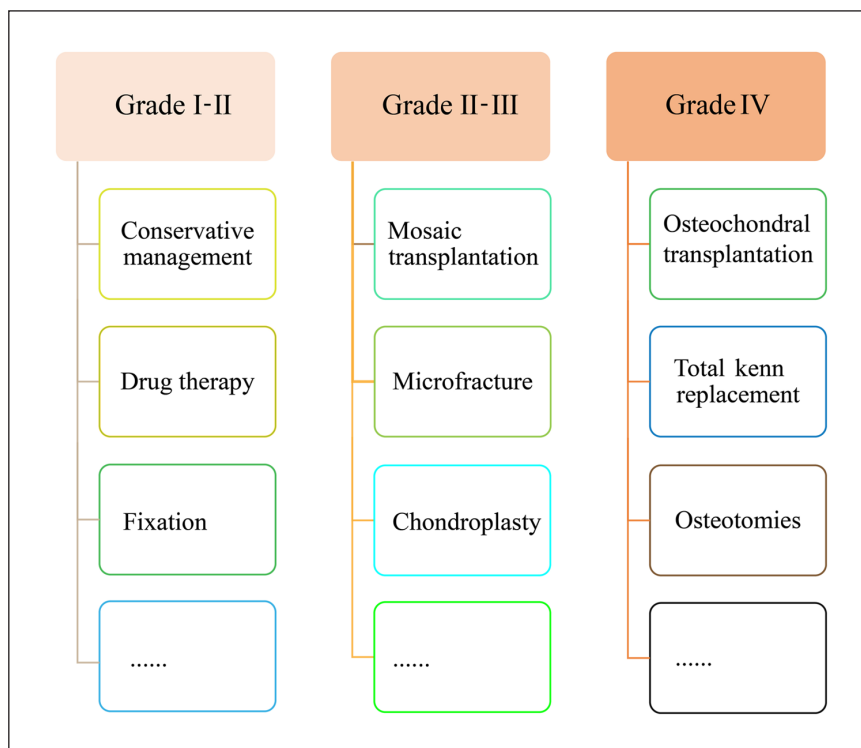 Grade I-II
Conservative
management
Drug therapy
Fixation
......
Grade II-III
Mosaic
transplantation
Microfracture
Chondroplasty
......
Grade IV
Osteochondral
transplantation
Total kenn
replacement
Osteotomies
......